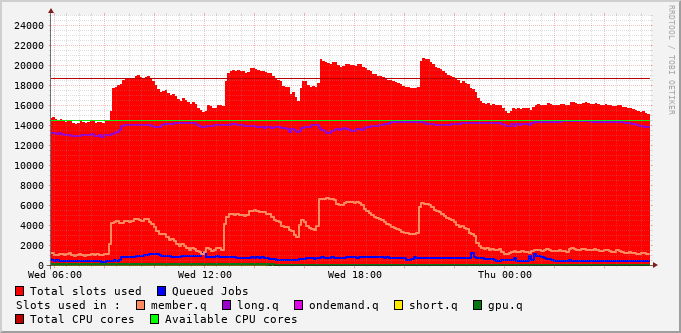 24000
22000
20000
18000
16000
14000
12000
10000
8000
6000
4000
2000
0
Wed 06:00 Wed 12:00 Wed 18:00 Thu 00:00
Total slots used Queued Jobs
Slots used in : member.q long.q ondemand.q short.q gpu.q
Total CPU cores Available CPU cores
RRDTOOL / TOBI OETIKER